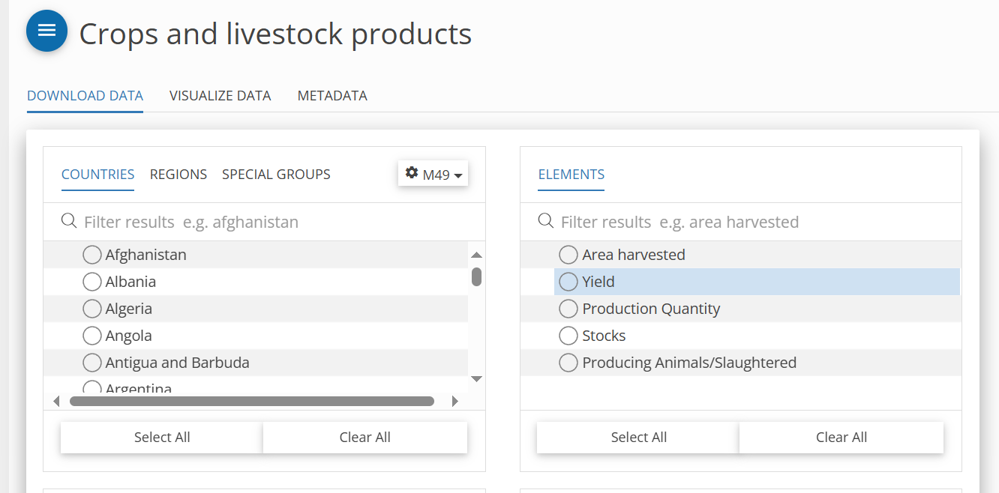 Crops and livestock products
DOWNLOAD DATA VISUALIZE DATA METADATA
COUNTRIES REGIONS SPECIAL GROUPS M49
Filter results e.g. afghanistan
Afghanistan
Albania
Algeria
Angola
Antigua and Barbuda
Argentina
Select All Clear All
ELEMENTS
Filter results e.g. area harvested
Area harvested
Yield
Production Quantity
Stocks
Producing Animals/Slaughtered
Select All Clear All